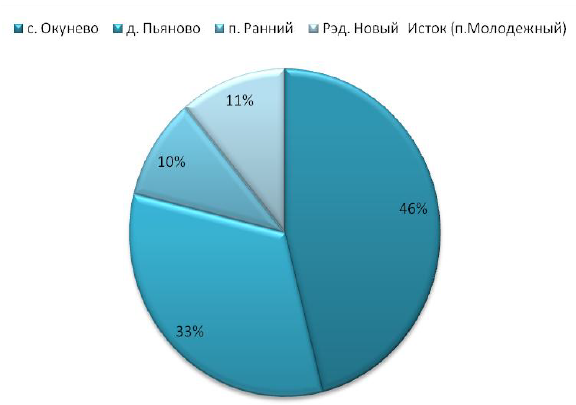 с. Окунево д. Пьяново п. Ранний Рэд. Новый Исток (п.Молодежный)
11%
10%
46%
33%